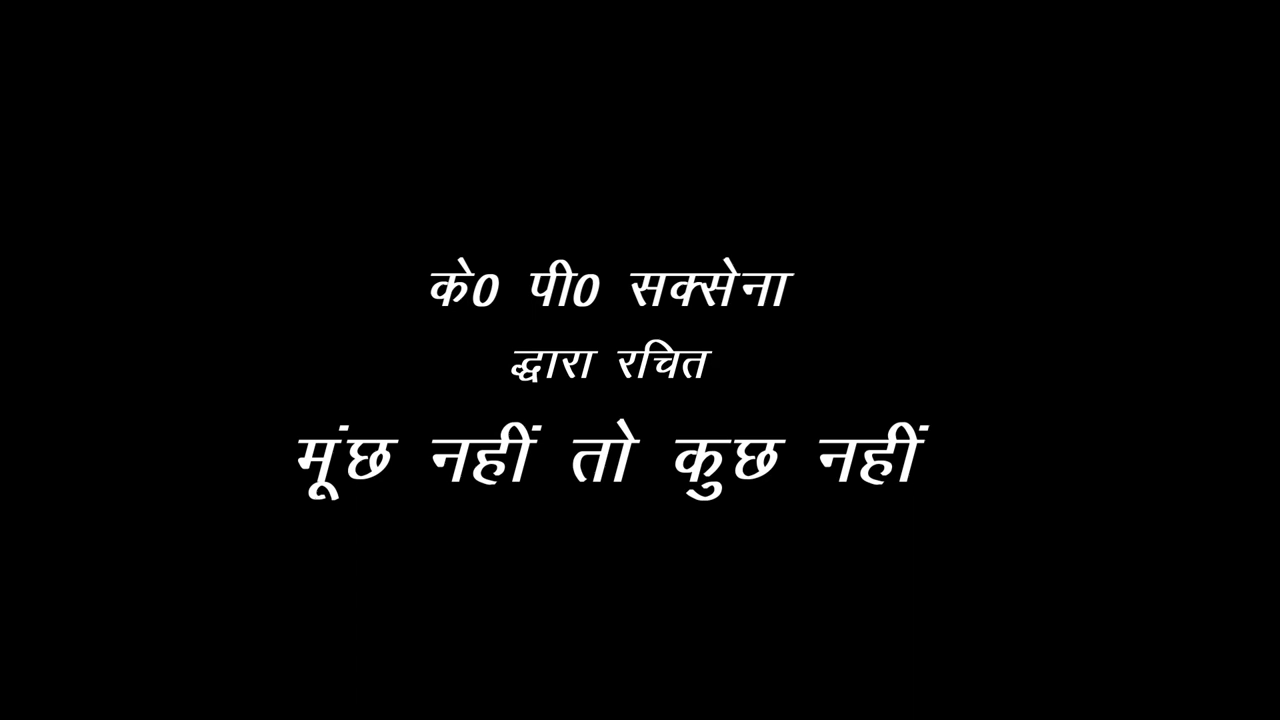 के0 पी0 सक्सेना
द्धारा रचित
मूंछ नहीं तो कुछ नहीं